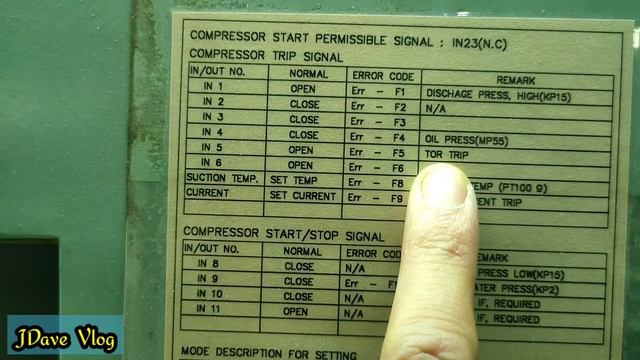 COMPRESSOR START PERMISSIBLE SIGNAL : IN23(N.C)
COMPRESSOR TRIP SIGNAL
IN/OUT NO. NORMAL ERROR CODE REMARK
IN 1 OPEN Err - F1 DISCHAGE PRESS, HIGH(KP15)
IN 2 CLOSE Err - F2 N/A
IN 3 CLOSE Err - F3
IN 4 CLOSE Err - F4 OIL PRESS(MP55)
IN 5 OPEN Err - F5 TOR TRIP
IN 6 OPEN Err - F6
SUCTION TEMP. SET TEMP Err - F8 TEMP (PT100 Ω)
CURRENT SET CURRENT Err - F9 TRIP
COMPRESSOR START/STOP SIGNAL
IN/OUT NO. NORMAL ERROR CODE
IN 8 CLOSE N/A PRESS LOW(KP15)
IN 9 CLOSE Err - PRESS(KP2)
IN 10 CLOSE N/A IF, REQUIRED
IN 11 OPEN N/A IF, REQUIRED
MODE DESCRIPTION FOR SETTING
JDave Vlog